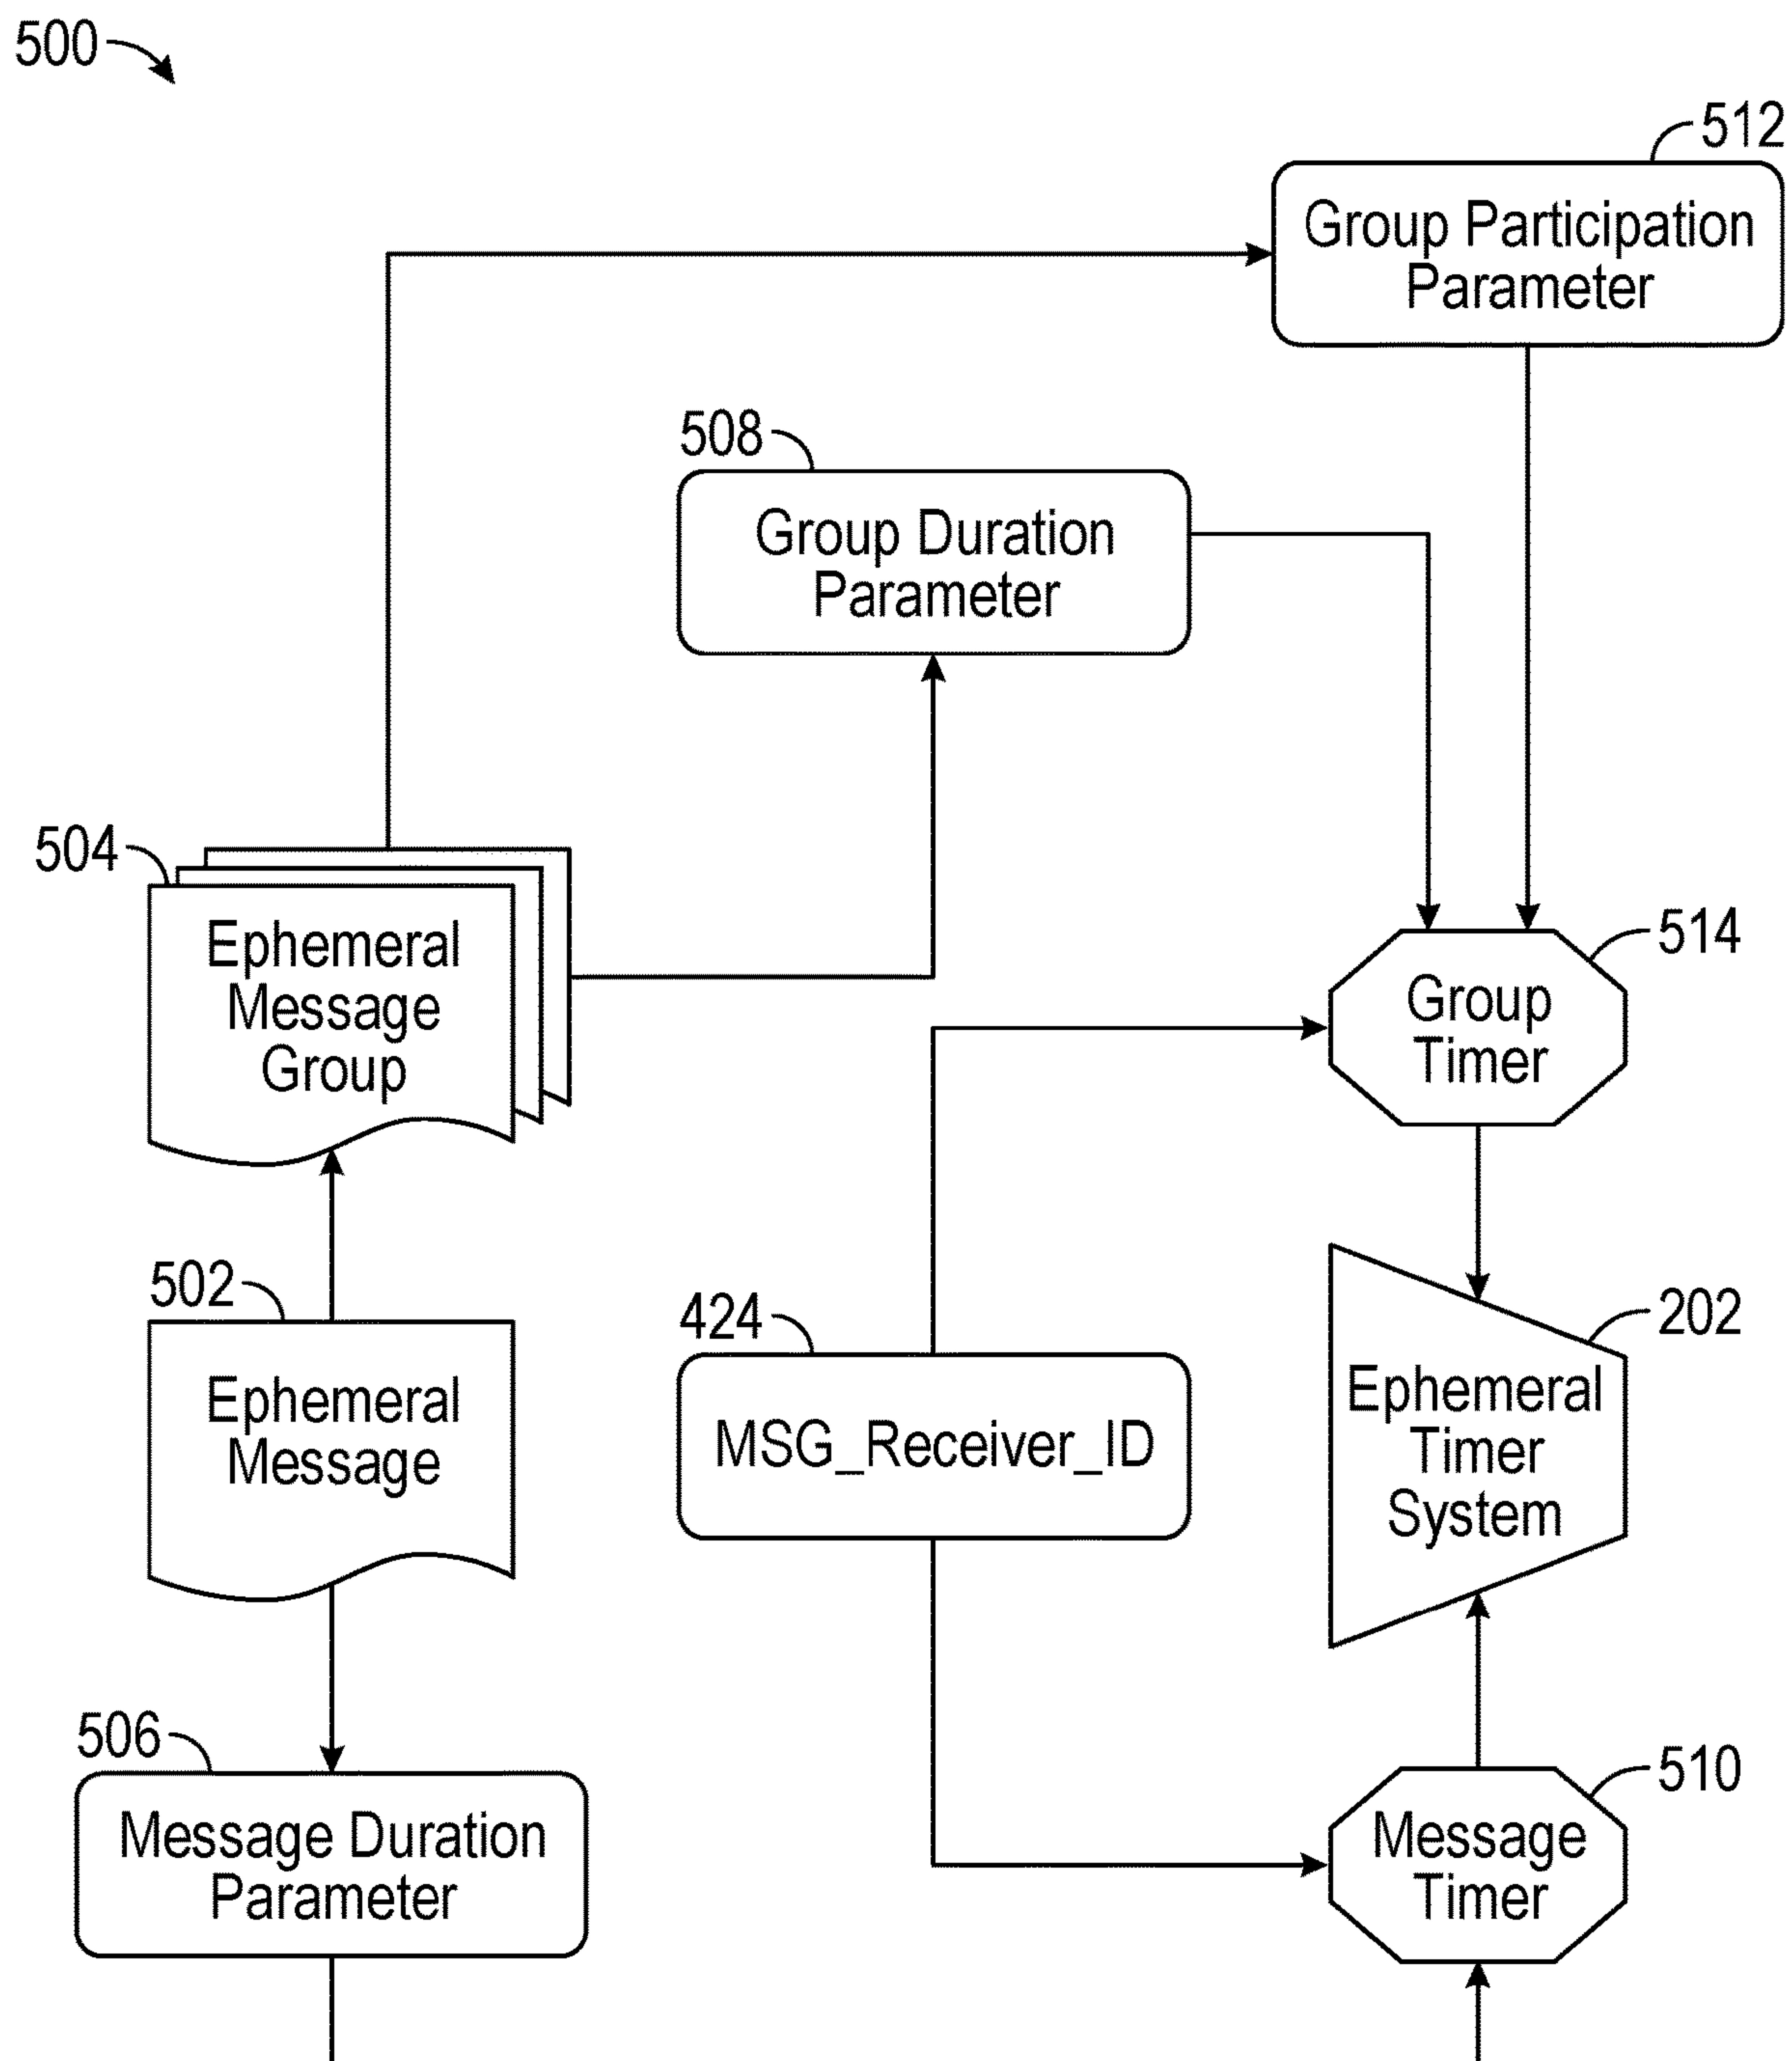 500
512
Group Participation
Parameter
508
Group Duration
Parameter
504
Ephemeral
Message
Group
514
Group
Timer
502
Ephemeral
Message
424
MSG_Receiver_ID
202
Ephemeral
Timer
System
506
Message Duration
Parameter
510
Message
Timer